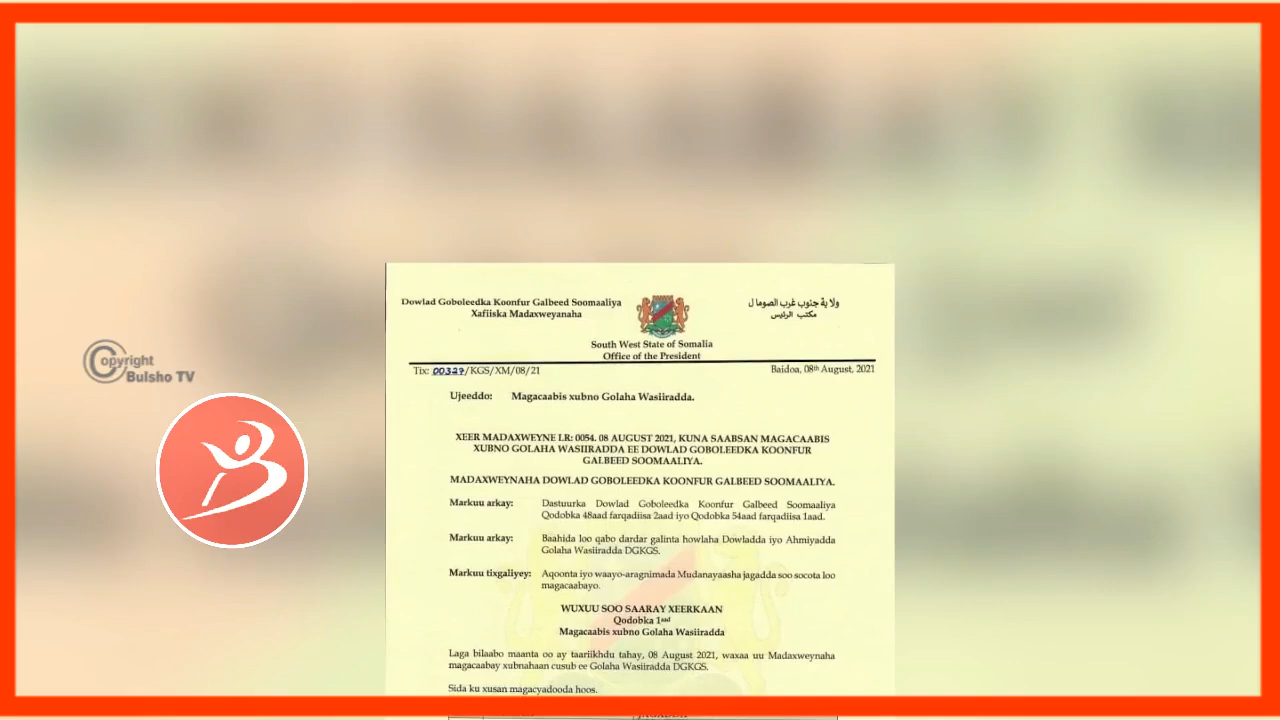 Dowlad Goboleedka Koonfur Galbeed Soomaaliya
Xafiiska Madaxweyanaha
ولاية جنوب غرب الصومال
مكتب الرئيس
South West State of Somalia
Office of the President
Tix: 00327/KGS/XM/08/21
Baidoa, 08th August, 2021
Copyright
Bulsho TV
Ujeeddo: Magacaabis xubno Golaha Wasiiradda.
XEER MADAXWEYNE LR: 0054. 08 AUGUST 2021, KUNA SAABSAN MAGACAABIS
XUBNO GOLAHA WASIIRADDA EE DOWLAD GOBOLEEDKA KOONFUR
GALBEED SOOMAALIYA.
MADAXWEYNAHA DOWLAD GOBOLEEDKA KOONFUR GALBEED SOOMAALIYA.
Markuu arkay: Dastuurka Dowlad Goboleedka Koonfur Galbeed Soomaaliya
Qodobka 48aad farqadiisa 2aad iyo Qodobka 54aad farqadiisa 1aad.
Markuu arkay: Baahida loo qabo dardar galinta howlaha Dowladda iyo Ahmiyadda
Golaha Wasiiradda DGKGS.
Markuu tixgaliyey: Aqoonta iyo waayo-aragnimada Mudanayaasha jagadda soo socota loo
magacaabayo.
WUXUU SOO SAARAY XEERKAAN
Qodobka 1aad
Magacaabis xubno Golaha Wasiiradda
Laga bilaabo maanta oo ay taariikhdu tahay, 08 August 2021, waxaa uu Madaxweynaha
magacaabay xubnahaan cusub ee Golaha Wasiiradda DGKGS.
Sida ku xusan magacyadooda hoos.